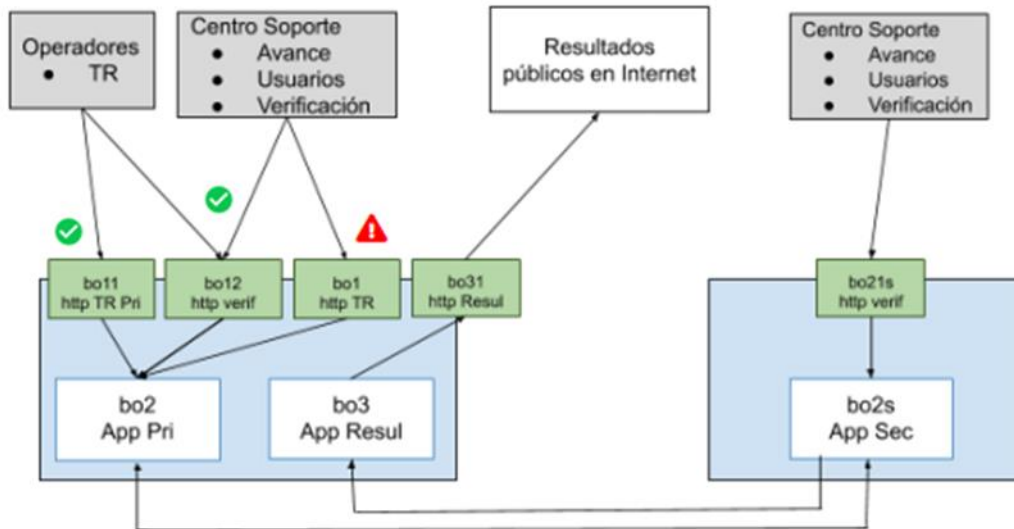 Operadores
● TR
Centro Soporte
● Avance
● Usuarios
● Verificación
Resultados
públicos en Internet
Centro Soporte
● Avance
● Usuarios
● Verificación
bo11
http TR Pri
bo12
http verif
bo1
http TR
bo31
http Resul
bo21s
http verif
bo2
App Pri
bo3
App Resul
bo2s
App Sec